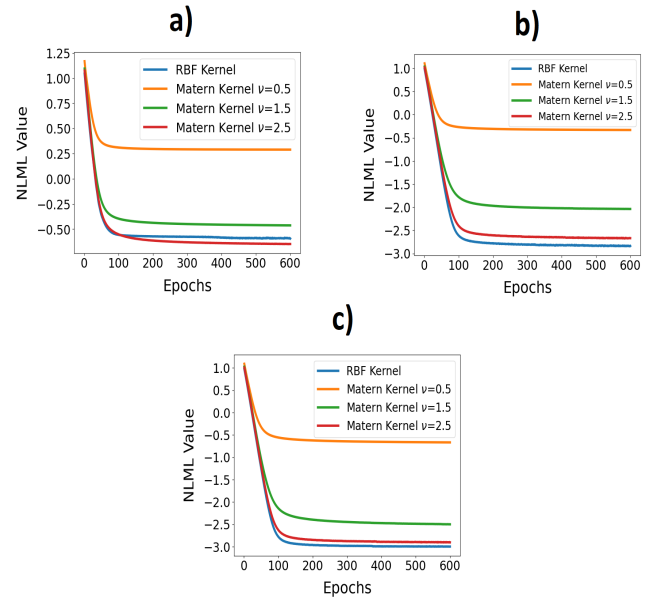 a)
1.25
1.00
0.75
0.50
0.25
0.00
−0.25
−0.50
NLML Value
RBF Kernel
Matern Kernel ν=0.5
Matern Kernel ν=1.5
Matern Kernel ν=2.5
0 100 200 300 400 500 600
Epochs
b)
1.0
0.5
0.0
−0.5
−1.0
−1.5
−2.0
−2.5
−3.0
NLML Value
RBF Kernel
Matern Kernel ν=0.5
Matern Kernel ν=1.5
Matern Kernel ν=2.5
0 100 200 300 400 500 600
Epochs
c)
1.0
0.5
0.0
−0.5
−1.0
−1.5
−2.0
−2.5
−3.0
NLML Value
RBF Kernel
Matern Kernel ν=0.5
Matern Kernel ν=1.5
Matern Kernel ν=2.5
0 100 200 300 400 500 600
Epochs